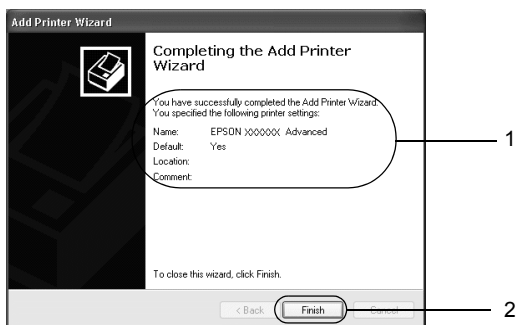 Add Printer Wizard
Completing the Add Printer
Wizard
You have successfully completed the Add Printer Wizard.
You specified the following printer settings:
Name: EPSON XXXXXX Advanced
Default: Yes
Location:
Comment:
To close this wizard, click Finish.
< Back Finish Cancel
1
2